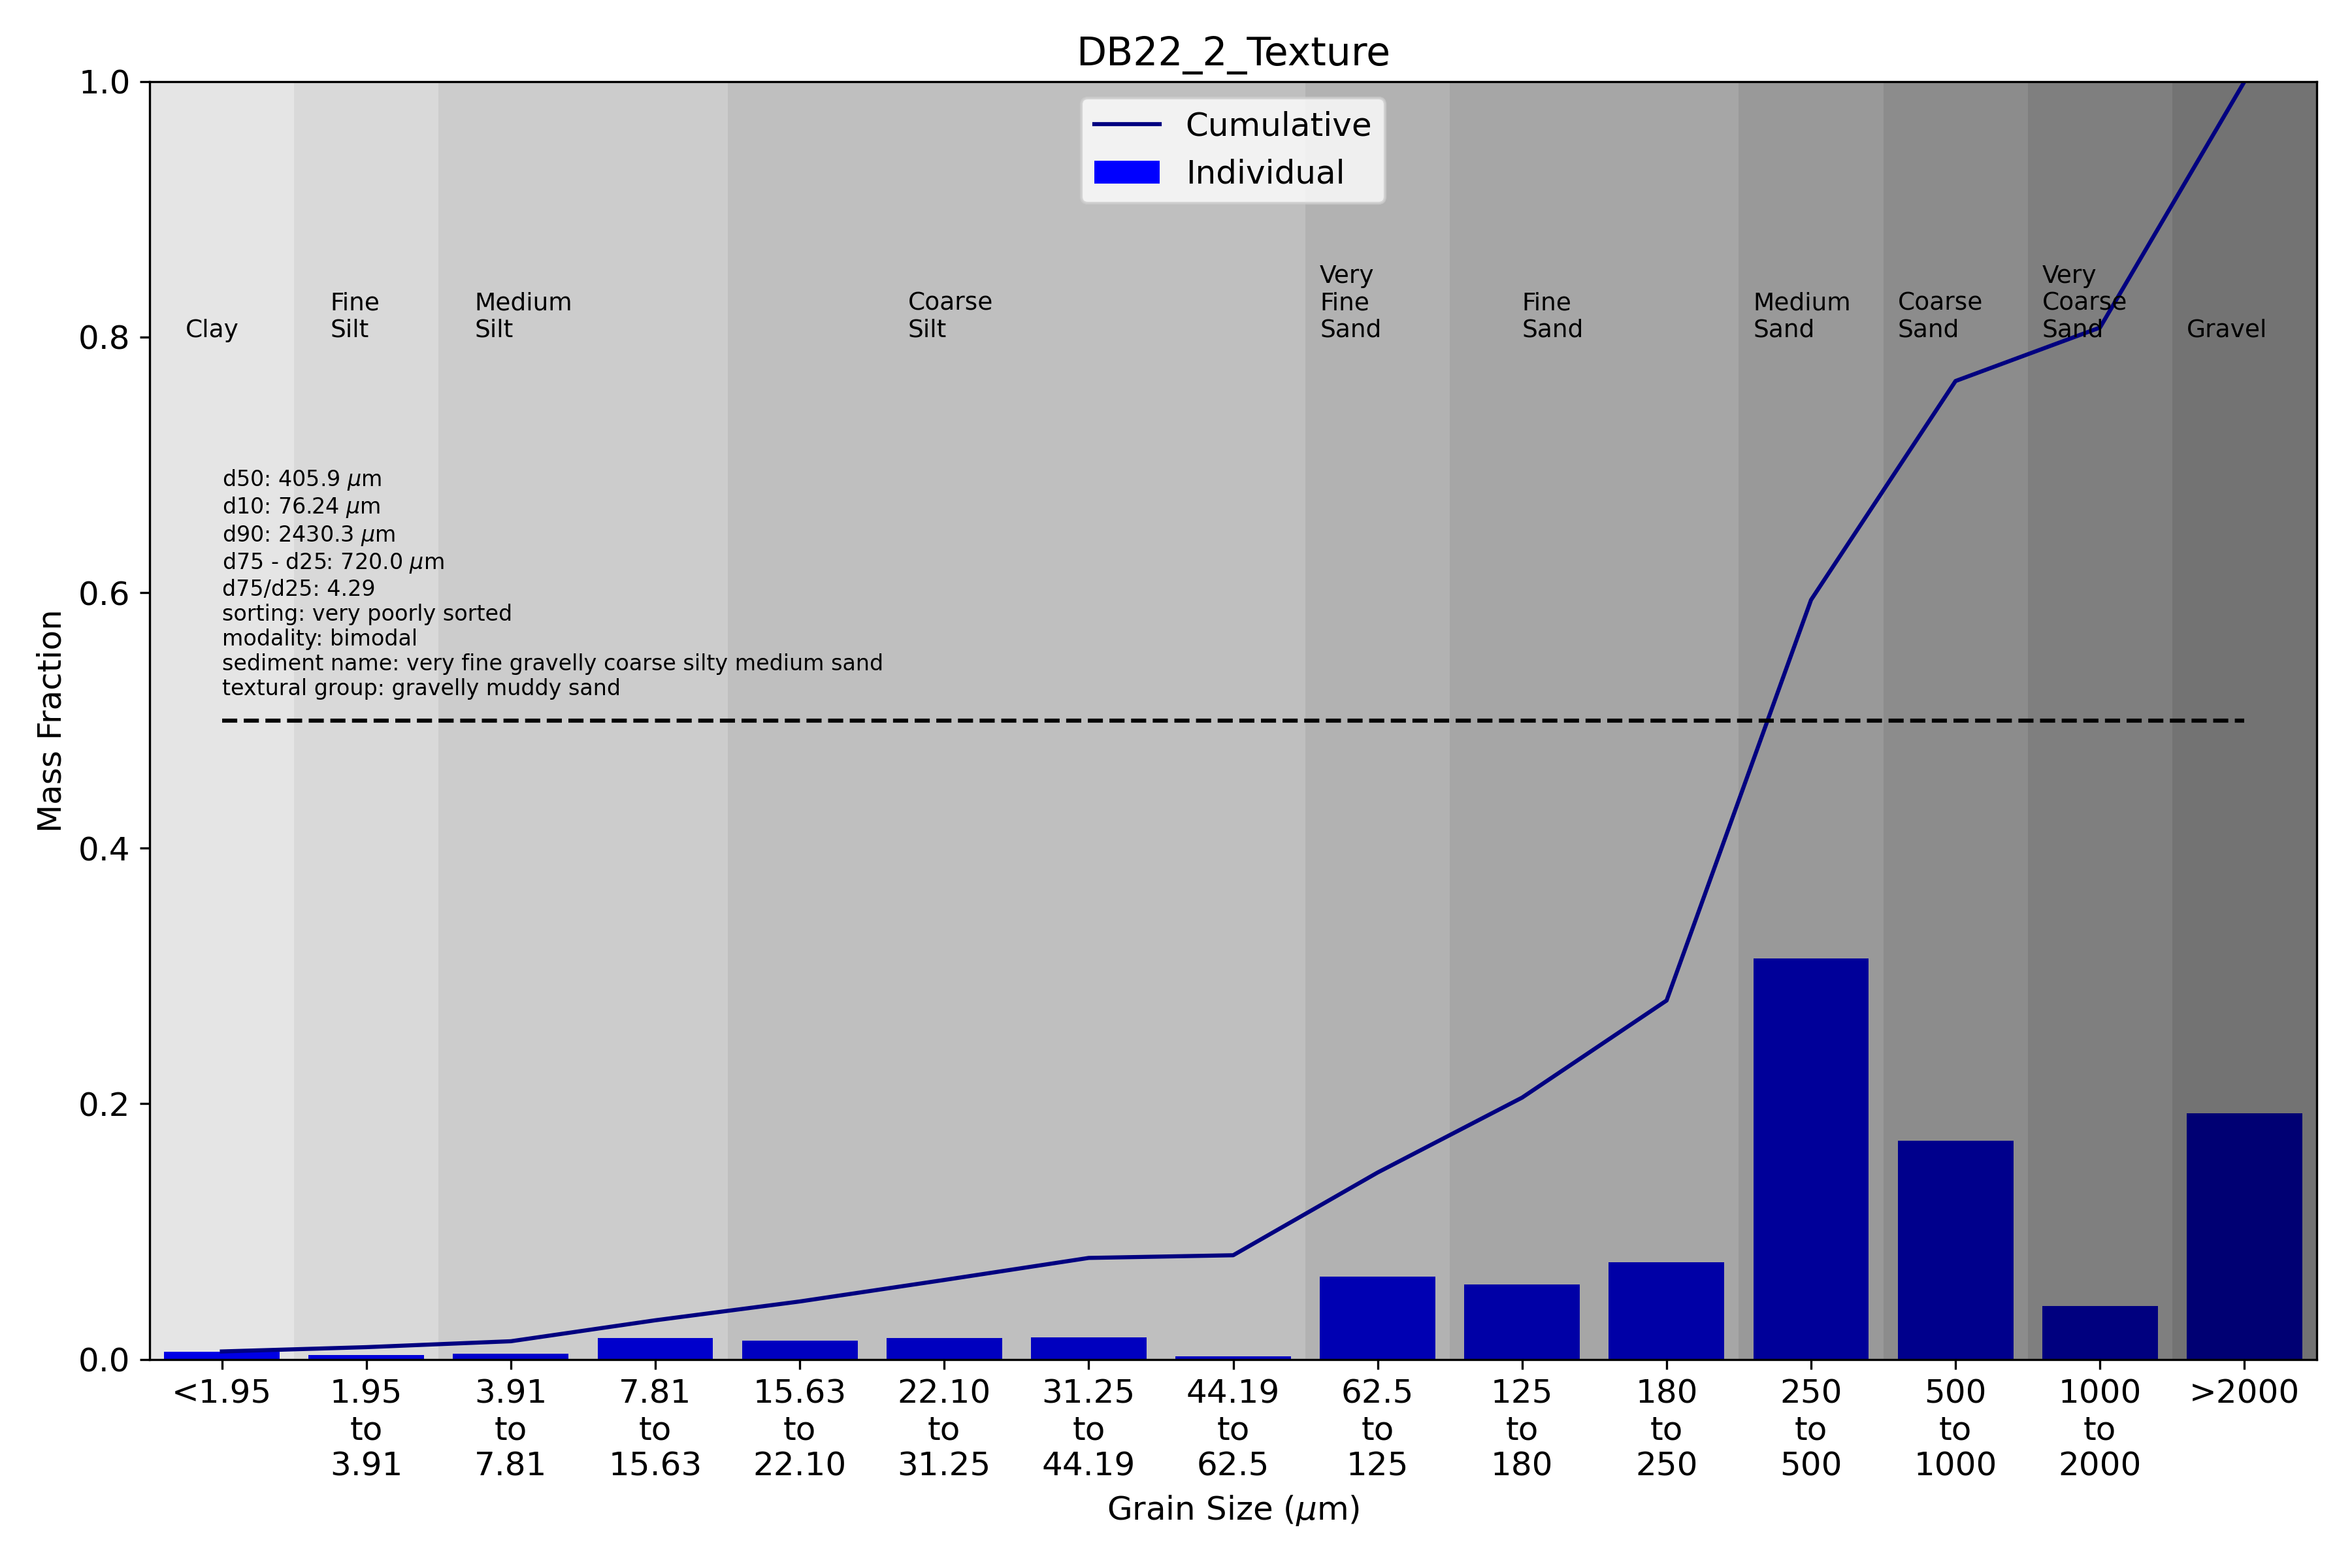 DB22_2_Texture
1.0
0.8
0.6
0.4
0.2
0.0
Mass Fraction
Cumulative
Individual
Clay
Fine
Silt
Medium
Silt
Coarse
Silt
Very
Fine
Sand
Fine
Sand
Medium
Sand
Coarse
Sand
Very
Coarse
Sand
Gravel
d50: 405.9 μm
d10: 76.24 μm
d90: 2430.3 μm
d75 - d25: 720.0 μm
d75/d25: 4.29
sorting: very poorly sorted
modality: bimodal
sediment name: very fine gravelly coarse silty medium sand
textural group: gravelly muddy sand
<1.95
1.95
to
3.91
3.91
to
7.81
7.81
to
15.63
15.63
to
22.10
22.10
to
31.25
31.25
to
44.19
44.19
to
62.5
62.5
to
125
125
to
180
180
to
250
250
to
500
500
to
1000
1000
to
2000
>2000
Grain Size (μm)